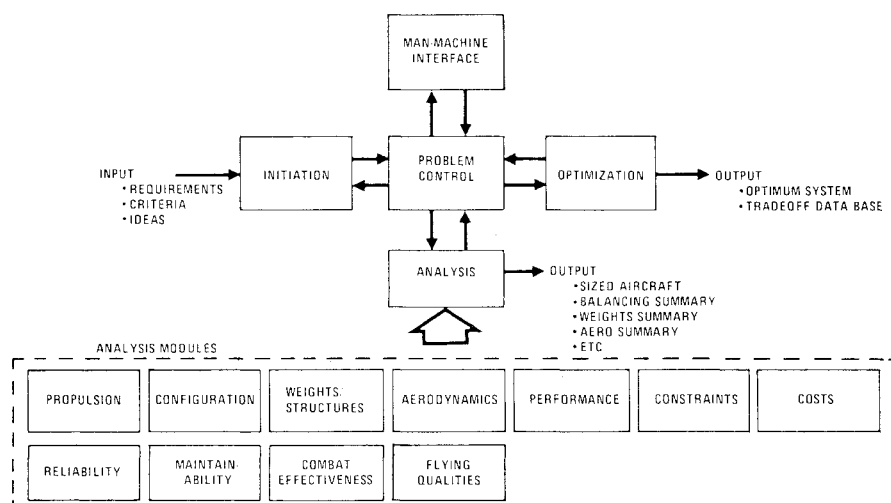 MAN-MACHINE
INTERFACE
INPUT
• REQUIREMENTS
• CRITERIA
• IDEAS
INITIATION
PROBLEM
CONTROL
OPTIMIZATION
OUTPUT
• OPTIMUM SYSTEM
• TRADEOFF DATA BASE
ANALYSIS
OUTPUT
• SIZED AIRCRAFT
• BALANCING SUMMARY
• WEIGHTS SUMMARY
• AERO SUMMARY
• ETC
ANALYSIS MODULES
PROPULSION
CONFIGURATION
WEIGHTS/
STRUCTURES
AERODYNAMICS
PERFORMANCE
CONSTRAINTS
COSTS
RELIABILITY
MAINTAIN-
ABILITY
COMBAT
EFFECTIVENESS
FLYING
QUALITIES